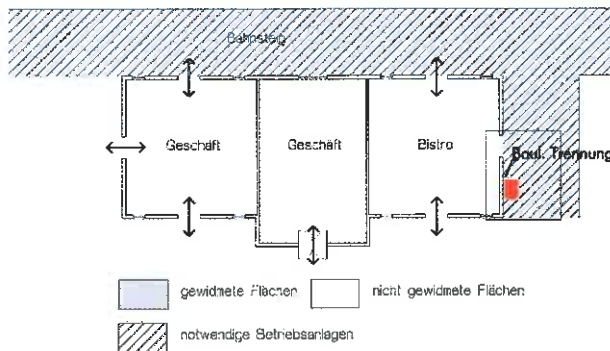 Bahnsteig
Geschäft
Geschäft
Bistro
Baul. Trennung
gewidmete Flächen
nicht gewidmete Flächen
notwendige Betriebsanlagen